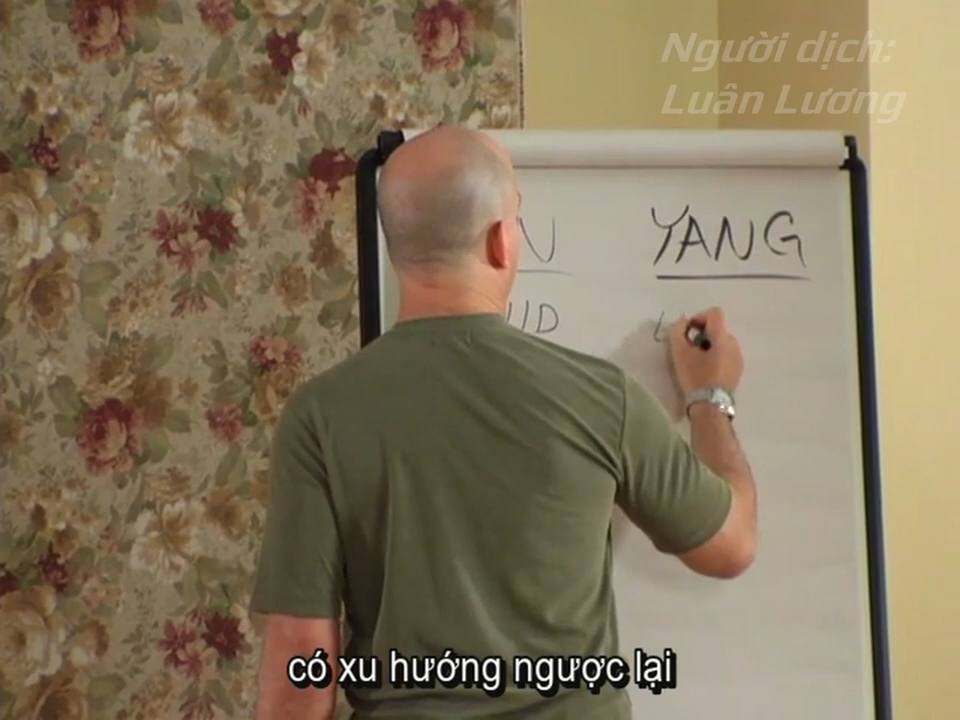 Người dịch:
Luân Lương
YANG
có xu hướng ngược lại